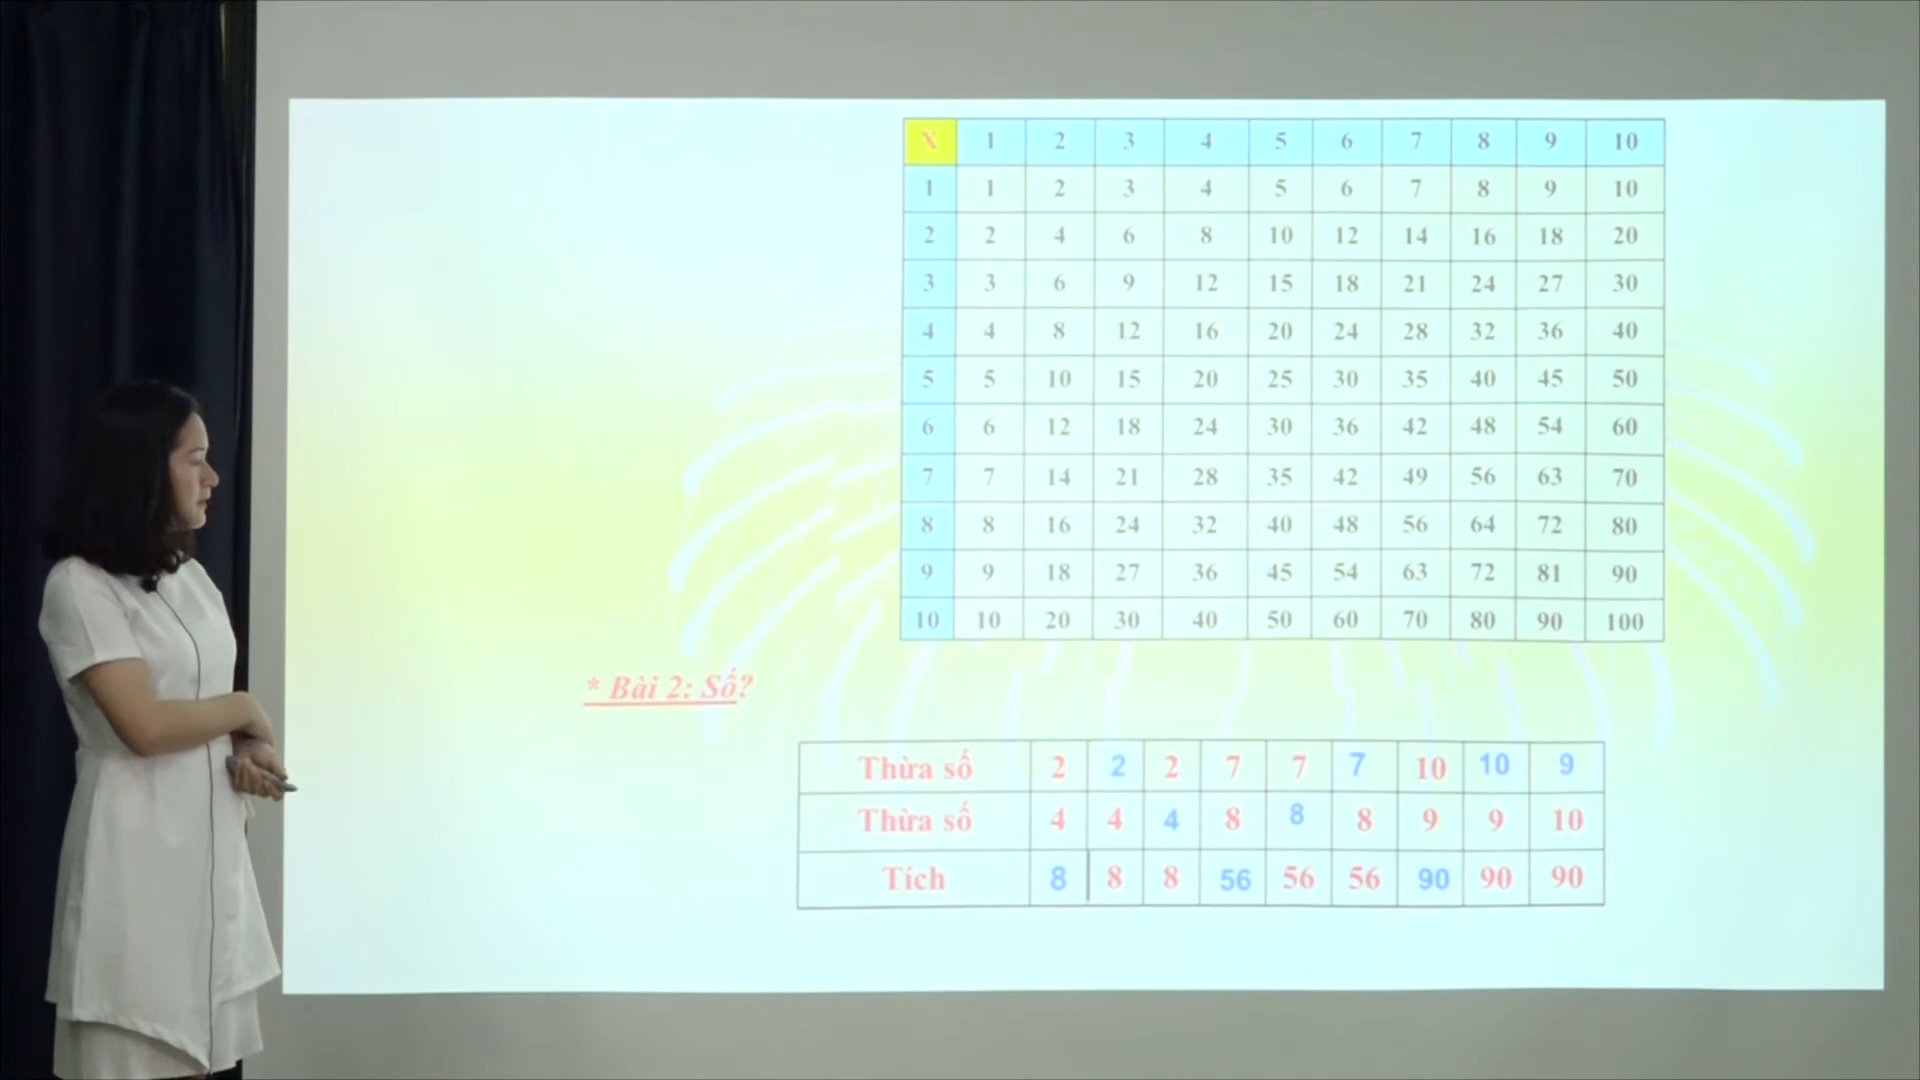 X 1 2 3 4 5 6 7 8 9 10
1 1 2 3 4 5 6 7 8 9 10
2 2 4 6 8 10 12 14 16 18 20
3 3 6 9 12 15 18 21 24 27 30
4 4 8 12 16 20 24 28 32 36 40
5 5 10 15 20 25 30 35 40 45 50
6 6 12 18 24 30 36 42 48 54 60
7 7 14 21 28 35 42 49 56 63 70
8 8 16 24 32 40 48 56 64 72 80
9 9 18 27 36 45 54 63 72 81 90
10 10 20 30 40 50 60 70 80 90 100
* Bài 2: Số?
Thừa số 2 2 2 7 7 7 10 10 9
Thừa số 4 4 4 8 8 8 9 9 10
Tích 8 8 8 56 56 56 90 90 90